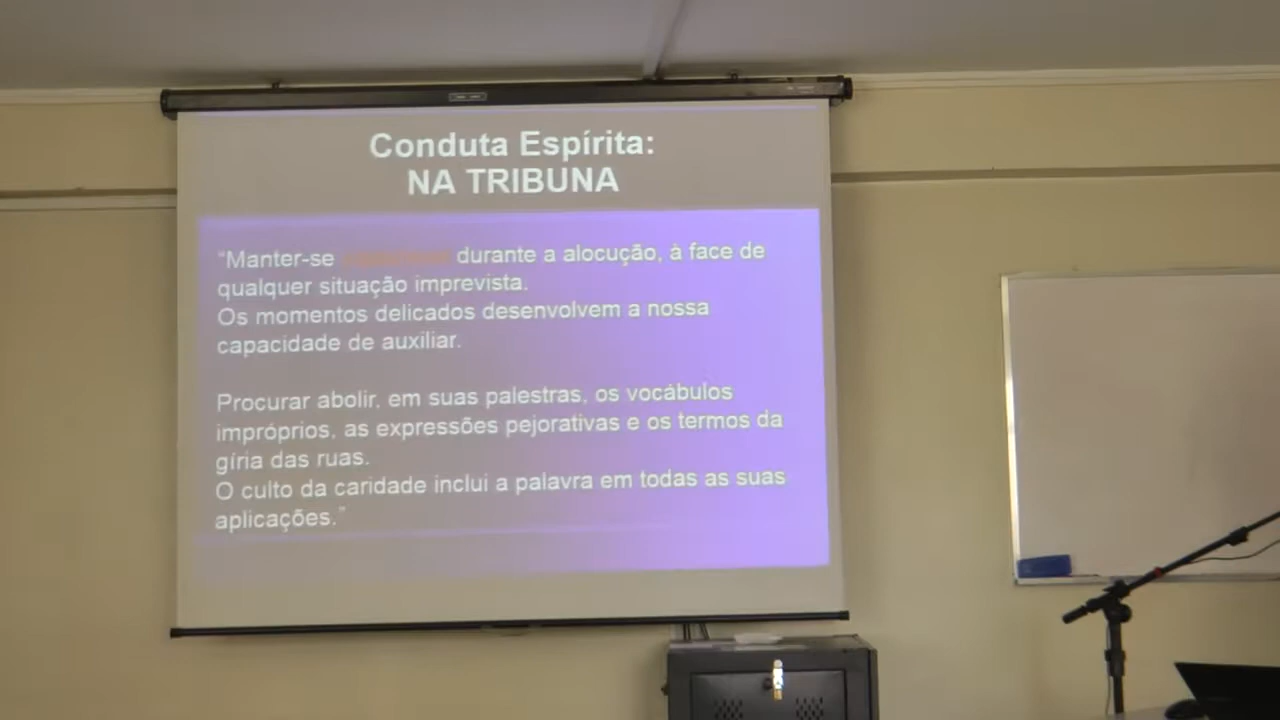 Conduta Espírita:
NA TRIBUNA
“Manter-se durante a alocução, à face de
qualquer situação imprevista.
Os momentos delicados desenvolvem a nossa
capacidade de auxiliar.
Procurar abolir, em suas palestras, os vocábulos
impróprios, as expressões pejorativas e os termos da
gíria das ruas.
O culto da caridade inclui a palavra em todas as suas
aplicações.”